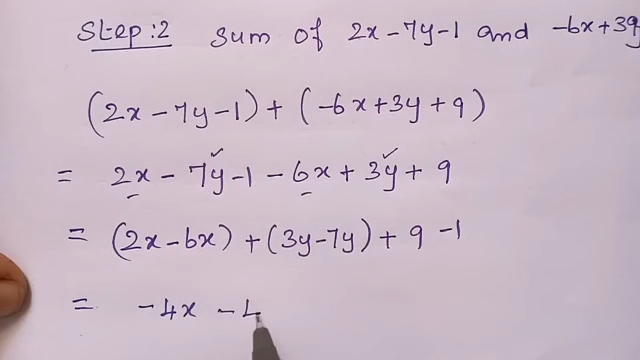 Step:2 sum of 2x-7y-1 and -6x+3y
(2x-7y-1)+(-6x+3y+9)
= 2x-7y-1-6x+3y+9
= (2x-6x)+(3y-7y)+9-1
= -4x -4